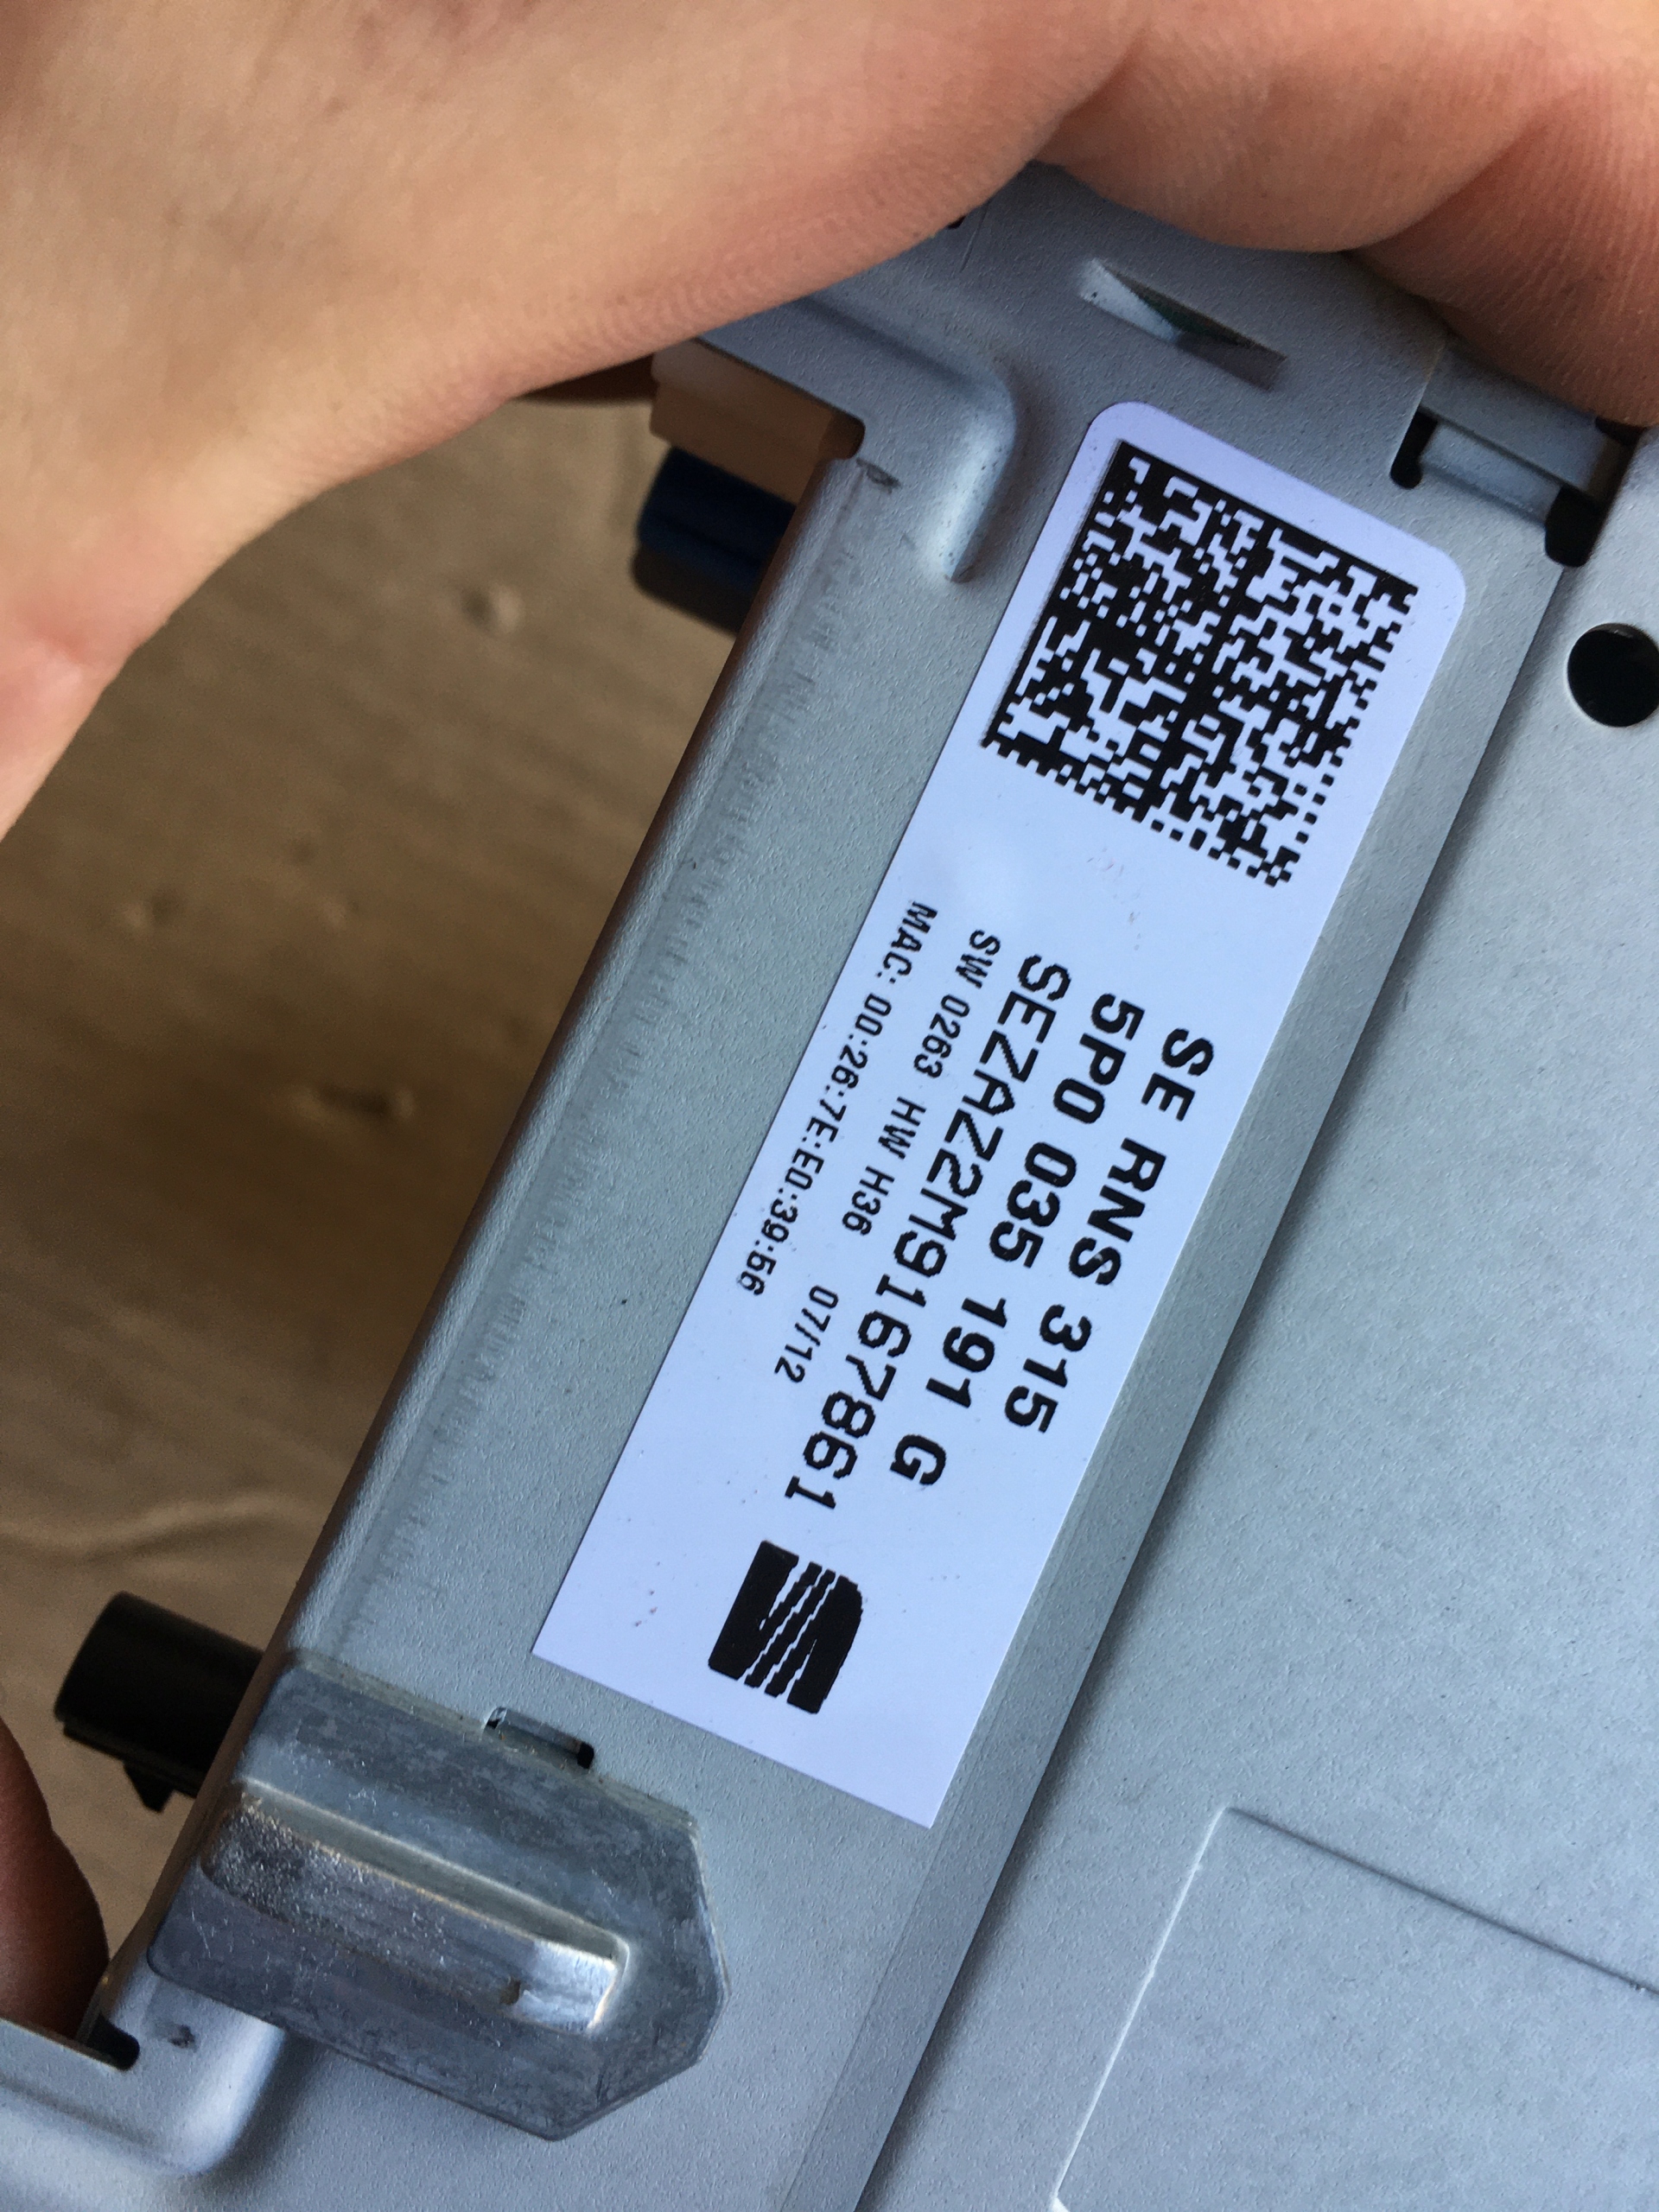 SE RNS 315
5P0 035 191 G
SEZAZ2M9167861
SW 0263 HW H36 07/12
MAC: 00:26:7E:E0:39:56